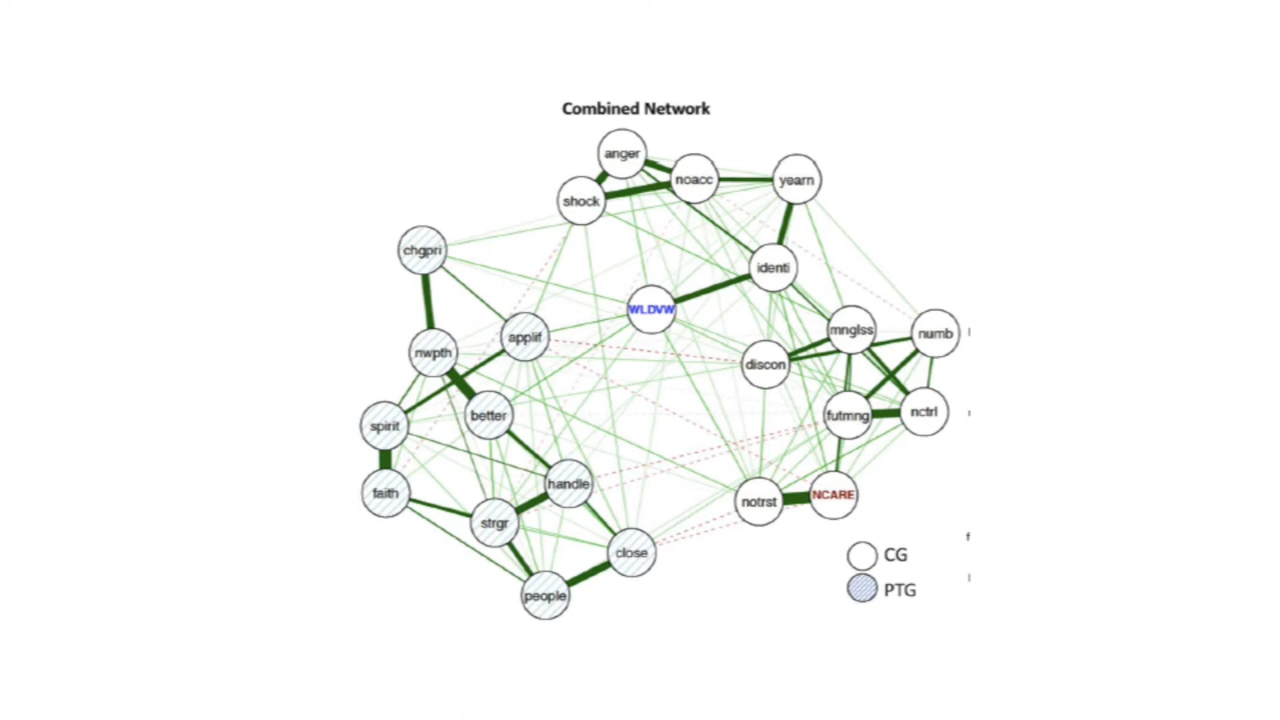 Combined Network
anger
noacc
yearn
shock
chgpri
identi
WLDVW
mnglss
numb
applif
nwpth
discon
better
futmng
nctrl
spirit
handle
faith
notrst
NCARE
strgr
close
people
CG
PTG